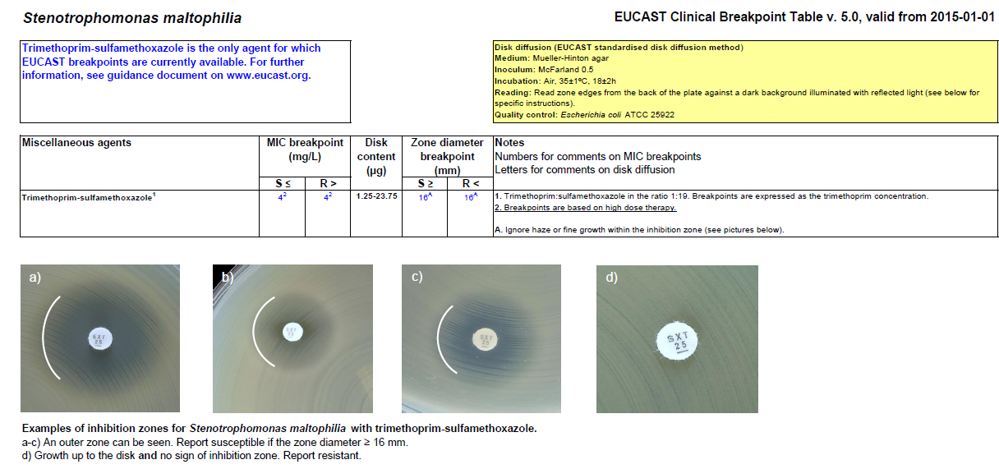 Stenotrophomonas maltophilia
EUCAST Clinical Breakpoint Table v. 5.0, valid from 2015-01-01
Trimethoprim-sulfamethoxazole is the only agent for which
EUCAST breakpoints are currently available. For further
information, see guidance document on www.eucast.org.
Disk diffusion (EUCAST standardised disk diffusion method)
Medium: Mueller-Hinton agar
Inoculum: McFarland 0.5
Incubation: Air, 35±1ºC, 18±2h
Reading: Read zone edges from the back of the plate against a dark background illuminated with reflected light (see below for
specific instructions).
Quality control: Escherichia coli ATCC 25922
Miscellaneous agents
MIC breakpoint
(mg/L)
S ≤
R >
Disk
content
(µg)
Zone diameter
breakpoint
(mm)
S ≥
R <
Notes
Numbers for comments on MIC breakpoints
Letters for comments on disk diffusion
Trimethoprim-sulfamethoxazole¹
4²
4²
1.25-23.75
16ᴬ
16ᴬ
1. Trimethoprim:sulfamethoxazole in the ratio 1:19. Breakpoints are expressed as the trimethoprim concentration.
2. Breakpoints are based on high dose therapy.
A. Ignore haze or fine growth within the inhibition zone (see pictures below).
a)
SXT
25
b)
SXT
25
c)
SXT
25
d)
SXT
25
Examples of inhibition zones for Stenotrophomonas maltophilia with trimethoprim-sulfamethoxazole.
a-c) An outer zone can be seen. Report susceptible if the zone diameter ≥ 16 mm.
d) Growth up to the disk and no sign of inhibition zone. Report resistant.